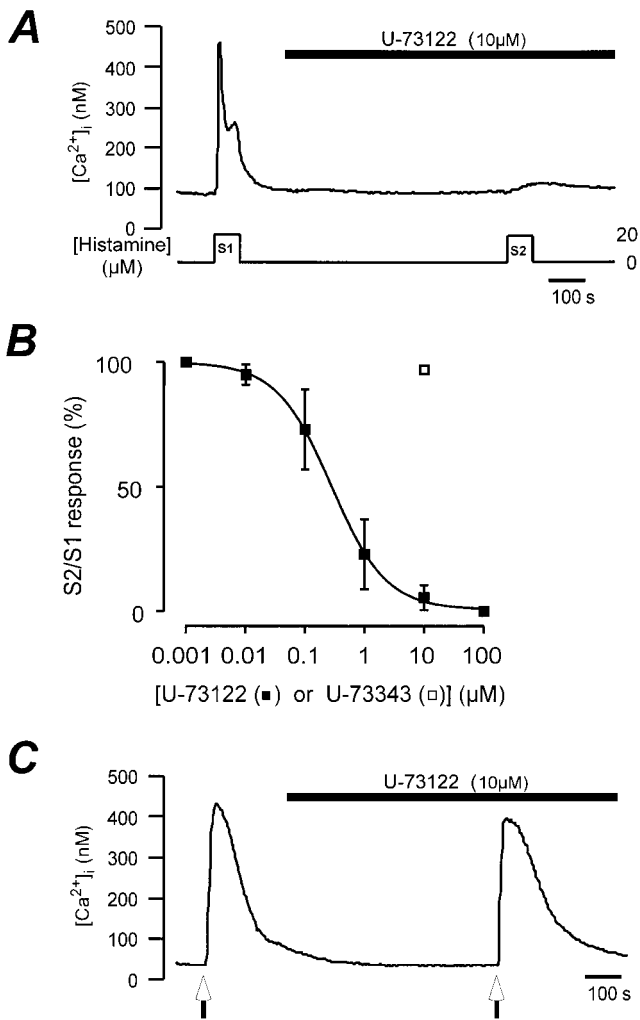 A
U-73122 (10µM)
500
400
300
200
100
0
[Ca²⁺]ᵢ (nM)
[Histamine]
(µM)
S1
S2
20
0
100 s
B
100
50
0
S2/S1 response (%)
0.001 0.01 0.1 1 10 100
[U-73122 (■) or U-73343 (□)] (µM)
C
U-73122 (10µM)
500
400
300
200
100
0
[Ca²⁺]ᵢ (nM)
100 s